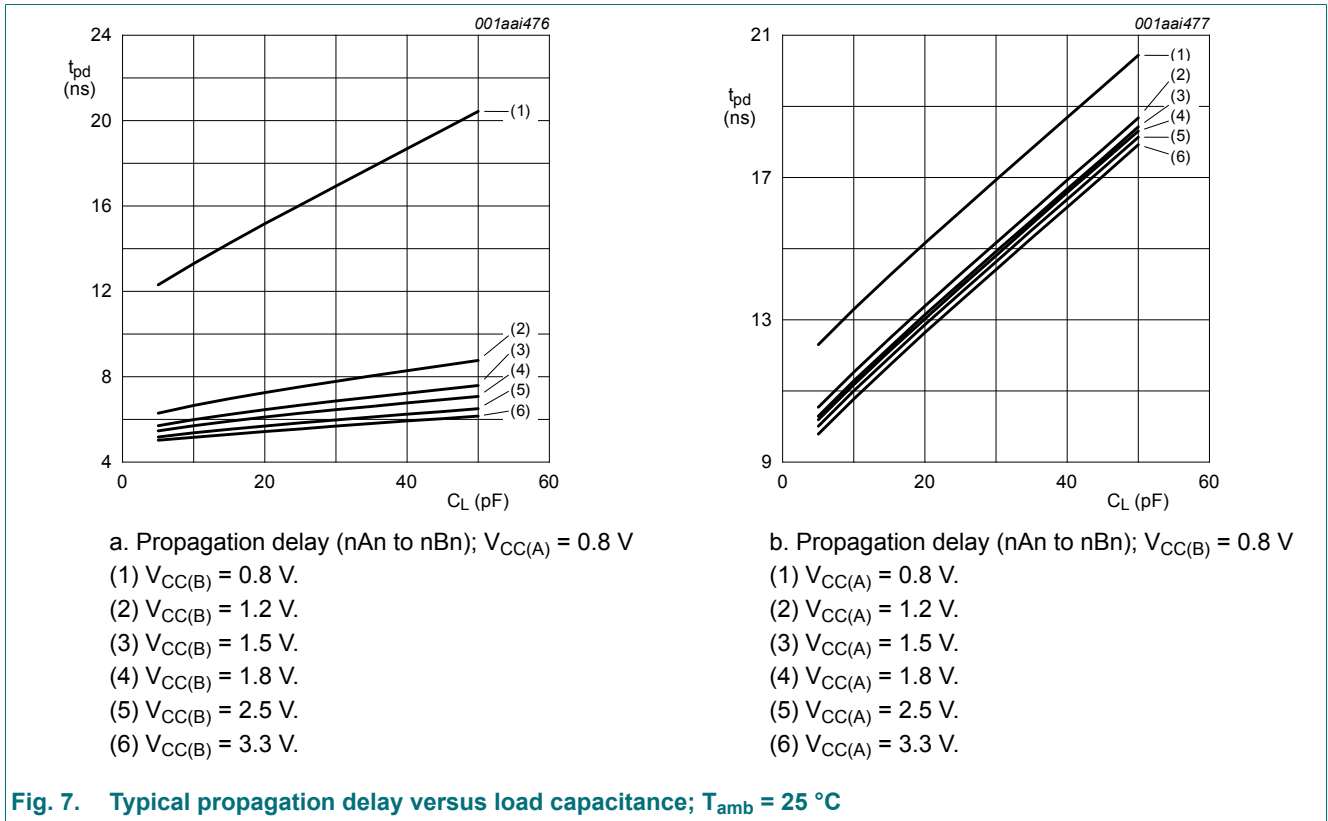 001aai476
24
t_pd
(ns)
20
16
12
8
4
0
20
40
60
C_L (pF)
(1)
(2)
(3)
(4)
(5)
(6)
a. Propagation delay (nAn to nBn); V_CC(A) = 0.8 V
(1) V_CC(B) = 0.8 V.
(2) V_CC(B) = 1.2 V.
(3) V_CC(B) = 1.5 V.
(4) V_CC(B) = 1.8 V.
(5) V_CC(B) = 2.5 V.
(6) V_CC(B) = 3.3 V.
001aai477
21
t_pd
(ns)
17
13
9
0
20
40
60
C_L (pF)
(1)
(2)
(3)
(4)
(5)
(6)
b. Propagation delay (nAn to nBn); V_CC(B) = 0.8 V
(1) V_CC(A) = 0.8 V.
(2) V_CC(A) = 1.2 V.
(3) V_CC(A) = 1.5 V.
(4) V_CC(A) = 1.8 V.
(5) V_CC(A) = 2.5 V.
(6) V_CC(A) = 3.3 V.
Fig. 7. Typical propagation delay versus load capacitance; T_amb = 25 °C